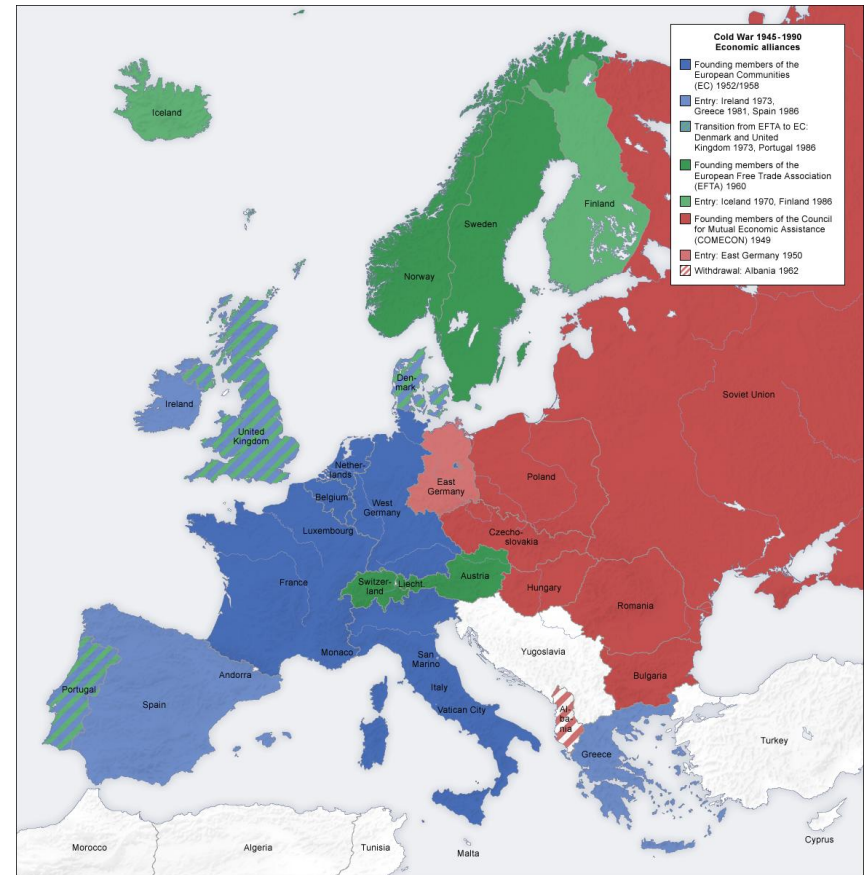 Cold War 1945-1990
Economic alliances
Founding members of the
European Communities
(EC) 1952/1958
Entry: Ireland 1973,
Greece 1981, Spain 1986
Transition from EFTA to EC:
Denmark and United
Kingdom 1973, Portugal 1986
Founding members of the
European Free Trade Association
(EFTA) 1960
Entry: Iceland 1970, Finland 1986
Founding members of the Council
for Mutual Economic Assistance
(COMECON) 1949
Entry: East Germany 1950
Withdrawal: Albania 1962
Iceland
Finland
Sweden
Norway
Den-
mark
Ireland
United
Kingdom
Soviet Union
Nether-
lands
Belgium
West
Germany
East
Germany
Poland
Luxembourg
Czecho-
slovakia
France
Switzer-
land
Liecht
Austria
Hungary
Romania
Monaco
San
Marino
Yugoslavia
Andorra
Bulgaria
Portugal
Spain
Italy
Vatican City
Al-
ba-
nia
Greece
Turkey
Morocco
Algeria
Tunisia
Malta
Cyprus